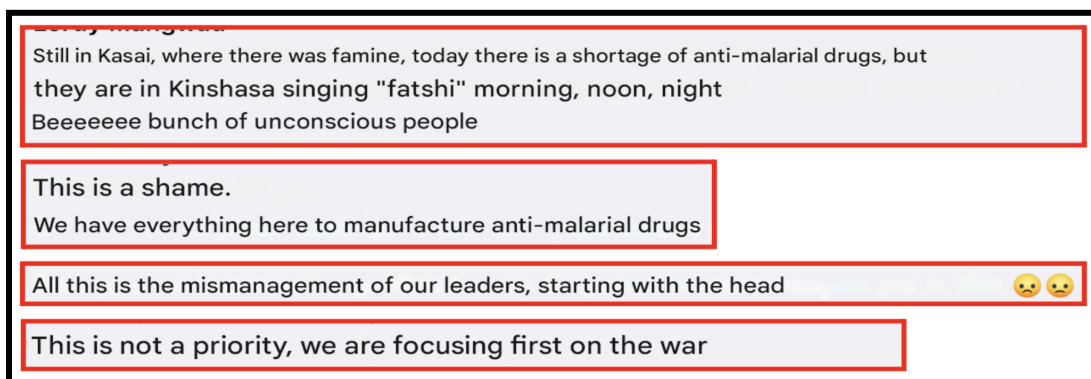 Still in Kasai, where there was famine, today there is a shortage of anti-malarial drugs, but
they are in Kinshasa singing "fatshi" morning, noon, night
Beeeeeee bunch of unconscious people
This is a shame.
We have everything here to manufacture anti-malarial drugs
All this is the mismanagement of our leaders, starting with the head 😞😞
This is not a priority, we are focusing first on the war